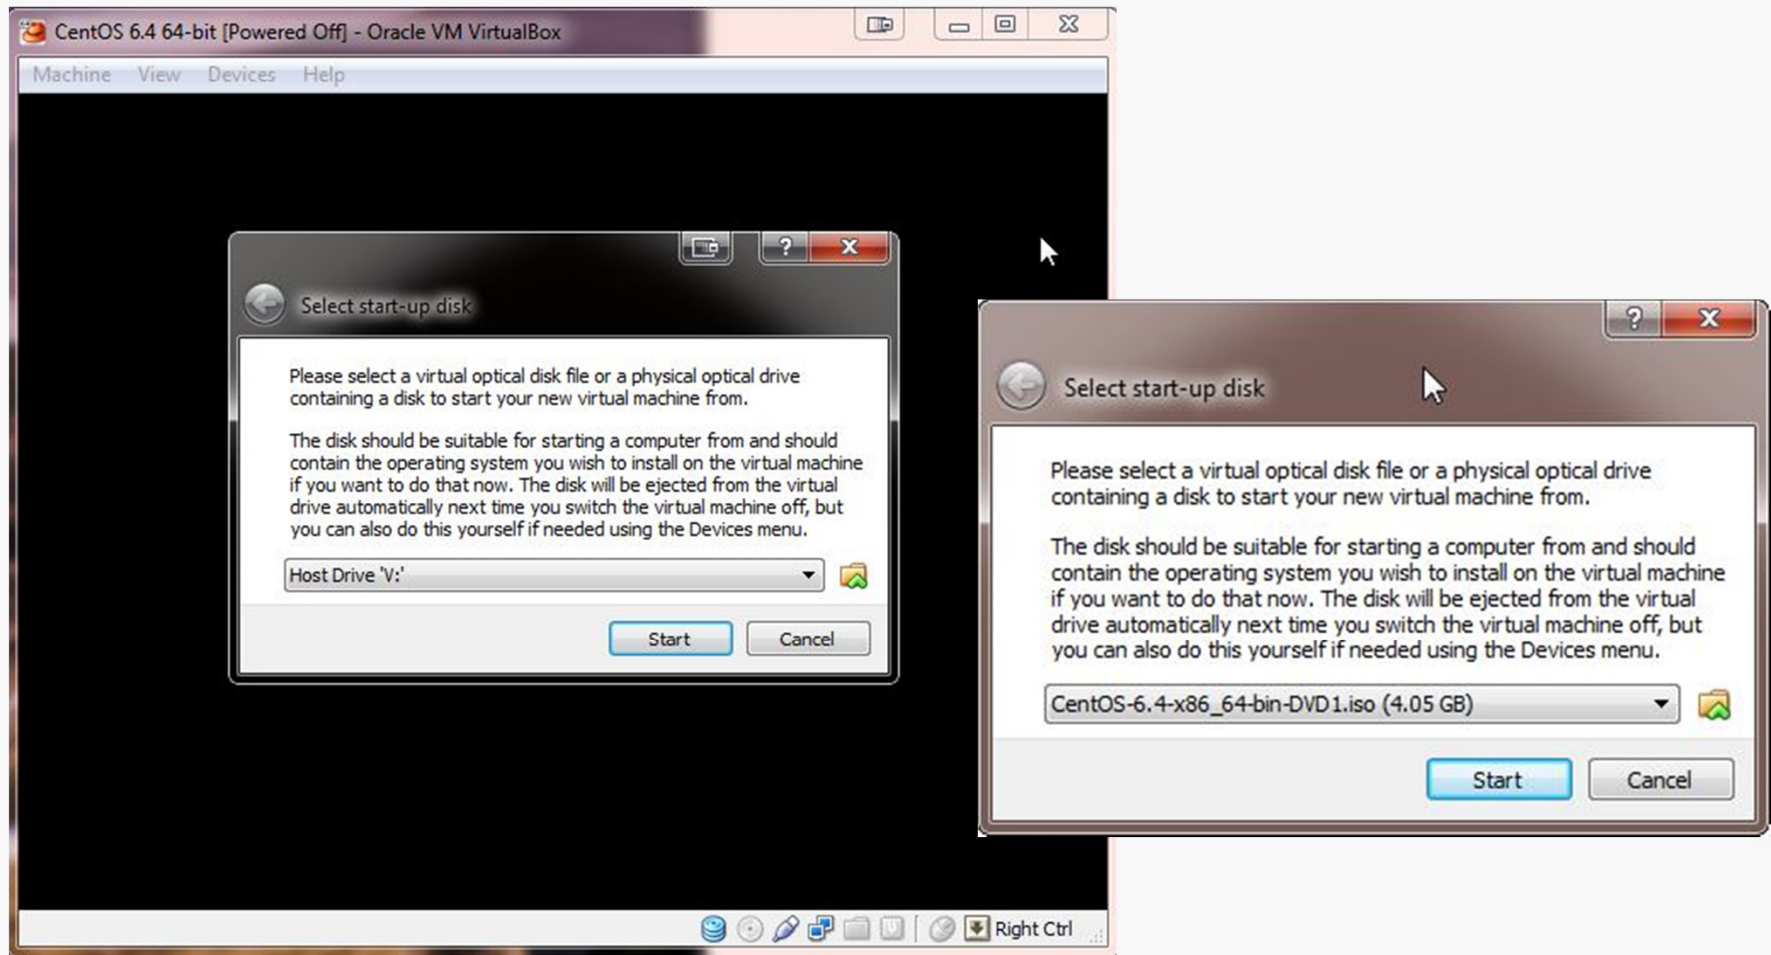 CentOS 6.4 64-bit [Powered Off] - Oracle VM VirtualBox
Machine View Devices Help
Select start-up disk
Please select a virtual optical disk file or a physical optical drive
containing a disk to start your new virtual machine from.
The disk should be suitable for starting a computer from and should
contain the operating system you wish to install on the virtual machine
if you want to do that now. The disk will be ejected from the virtual
drive automatically next time you switch the virtual machine off, but
you can also do this yourself if needed using the Devices menu.
Host Drive 'V:'
Start Cancel
Right Ctrl
Select start-up disk
Please select a virtual optical disk file or a physical optical drive
containing a disk to start your new virtual machine from.
The disk should be suitable for starting a computer from and should
contain the operating system you wish to install on the virtual machine
if you want to do that now. The disk will be ejected from the virtual
drive automatically next time you switch the virtual machine off, but
you can also do this yourself if needed using the Devices menu.
CentOS-6.4-x86_64-bin-DVD1.iso (4.05 GB)
Start Cancel